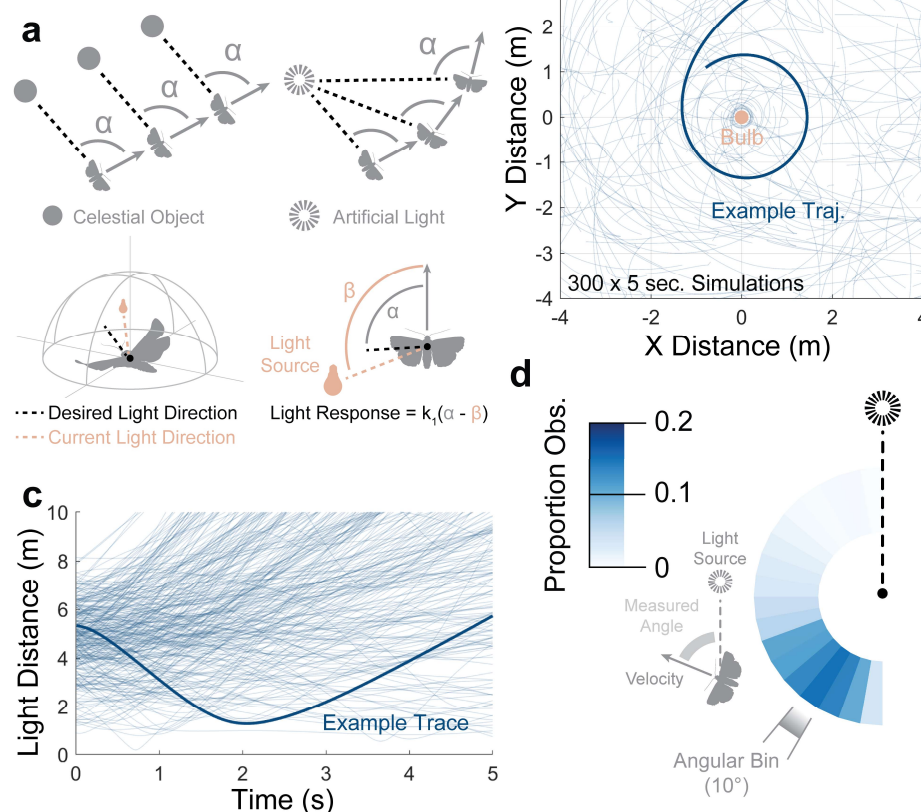 a
α
α
α
α
Celestial Object
Artificial Light
Light
Source
β
α
Desired Light Direction
Current Light Direction
Light Response = k₁(α - β)
Y Distance (m)
2
1
0
-1
-2
-3
-4
Bulb
Example Traj.
300 x 5 sec. Simulations
-4
-2
0
2
4
X Distance (m)
c
Light Distance (m)
10
8
6
4
2
0
Example Trace
0
1
2
3
4
5
Time (s)
d
Proportion Obs.
0.2
0.1
0
Light
Source
Measured
Angle
Velocity
Angular Bin
(10°)